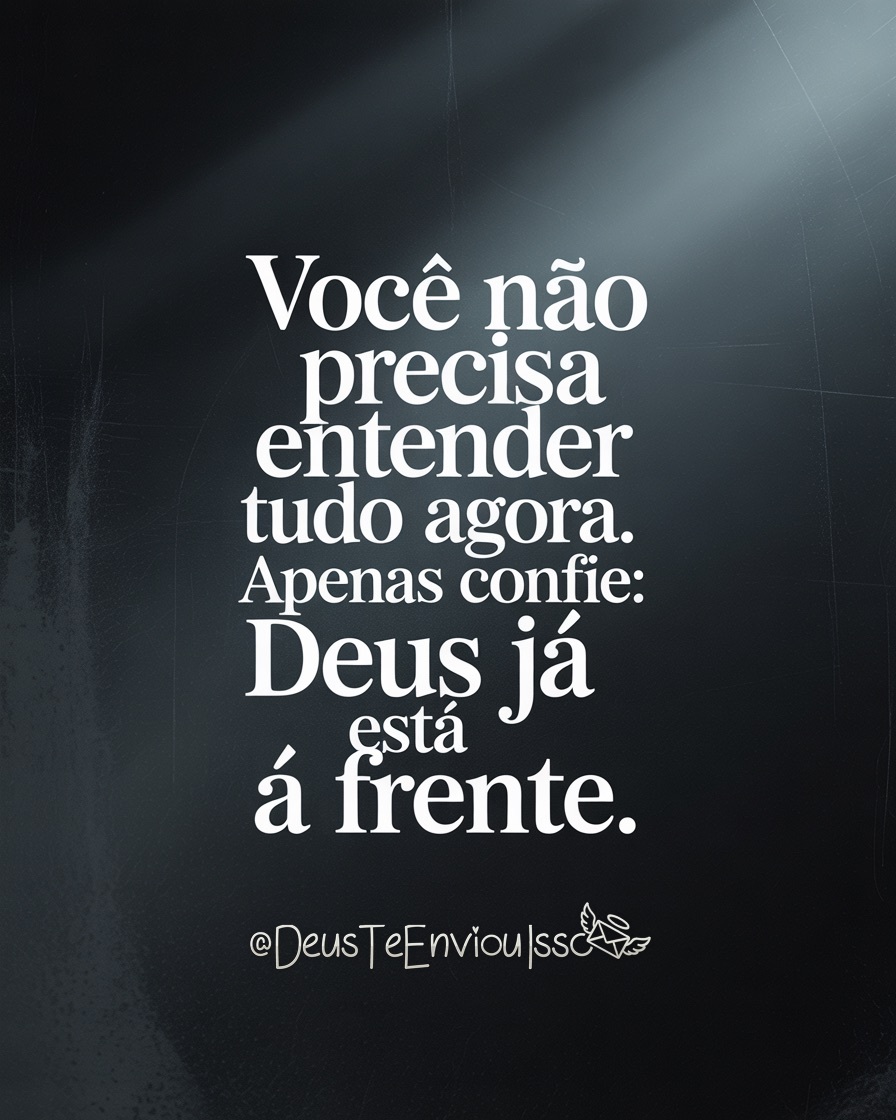 Você não
precisa
entender
tudo agora.
Apenas confie:
Deus já
está
á frente.
@DeusTeEnviouIsso